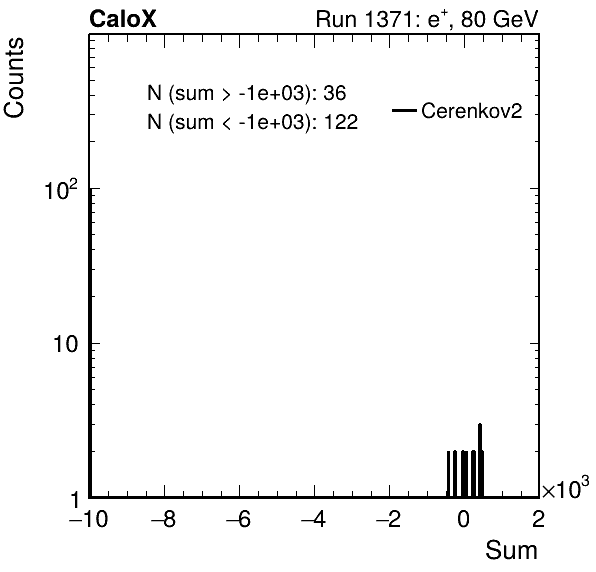 CaloX Run 1371: e⁺, 80 GeV
Counts
N (sum > -1e+03): 36
N (sum < -1e+03): 122
Cerenkov2
10²
10
1
−10 −8 −6 −4 −2 0 2
×10³
Sum